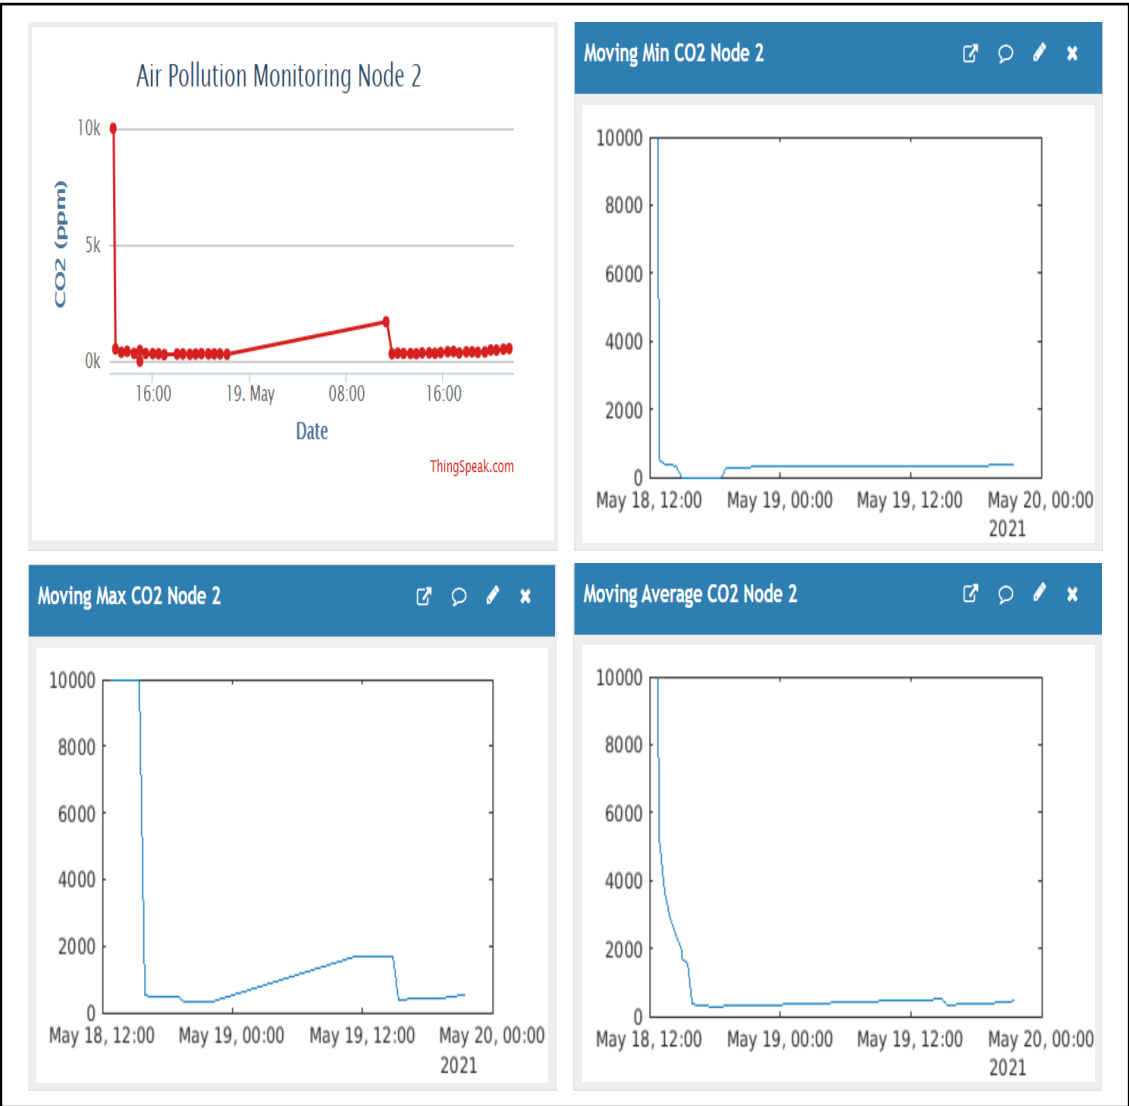 Air Pollution Monitoring Node 2
10k
5k
0k
CO2 (ppm)
16:00 19. May 08:00 16:00
Date
ThingSpeak.com
Moving Min CO2 Node 2
10000
8000
6000
4000
2000
0
May 18, 12:00 May 19, 00:00 May 19, 12:00 May 20, 00:00
2021
Moving Max CO2 Node 2
10000
8000
6000
4000
2000
0
May 18, 12:00 May 19, 00:00 May 19, 12:00 May 20, 00:00
2021
Moving Average CO2 Node 2
10000
8000
6000
4000
2000
0
May 18, 12:00 May 19, 00:00 May 19, 12:00 May 20, 00:00
2021